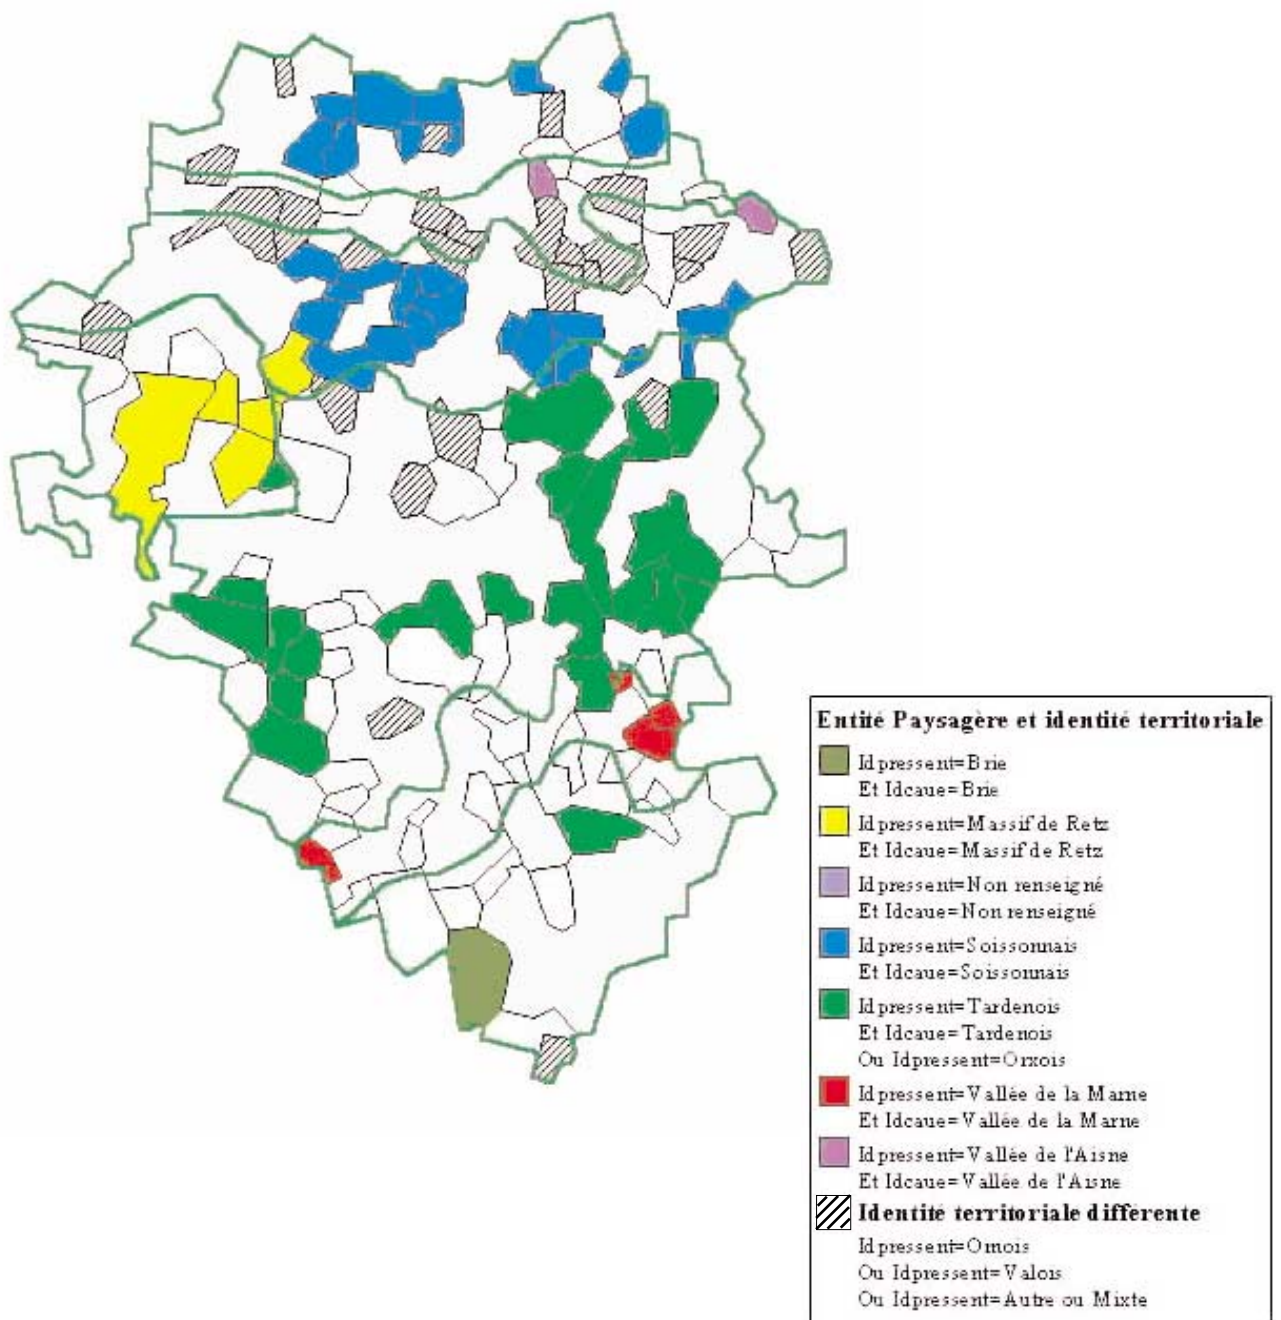 Entité Paysagère et identité territoriale
Idpressent=Brie
Et Idcaue=Brie
Idpressent=Massif de Retz
Et Idcaue=Massif de Retz
Idpressent=Non renseigné
Et Idcaue=Non renseigné
Idpressent=Soissonnais
Et Idcaue=Soissonnais
Idpressent=Tardenois
Et Idcaue=Tardenois
Ou Idpressent=Orxois
Idpressent=Vallée de la Marne
Et Idcaue=Vallée de la Marne
Idpressent=Vallée de l'Aisne
Et Idcaue=Vallée de l'Aisne
Identité territoriale différente
Idpressent=Omois
Ou Idpressent=Valois
Ou Idpressent=Autre ou Mixte